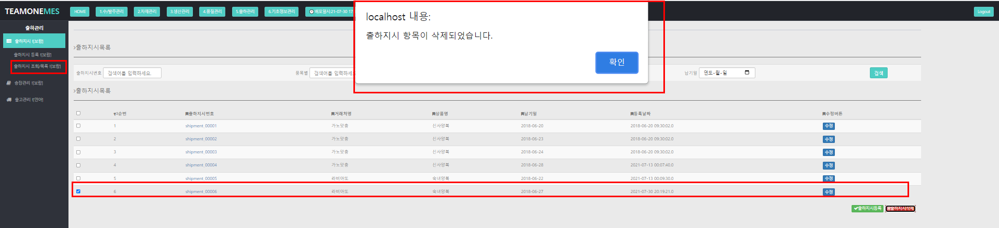 TEAMONEMES
HOME
1.수/발주관리
2.자재관리
3.생산관리
4.품질관리
5.출하관리
6.기초정보관리
배포일시:21-07-30 17:
Logout
localhost 내용:
출하지시 항목이 삭제되었습니다.
확인
출하관리
출하지시 ![보람]
출하지시 등록 ![보람]
출하지시 조회/목록 ![보람]
송장관리 ![보람]
출고관리 ![민아]
>출하지시목록
출하지시번호 검색어를 입력하세요. 품목별 검색어를 입력하세요 납기일 연도-월-일 검색
>출하지시목록
순번 출하지시번호 거래처명 상품명 납기일 등록날짜 수정버튼
1 shipment_00001 가노맞춤 신사양복 2018-06-20 2018-06-20 09:30:02.0 수정
2 shipment_00002 가노맞춤 신사양복 2018-06-23 2018-06-20 09:30:02.0 수정
3 shipment_00003 가노맞춤 신사양복 2018-06-24 2018-06-20 09:30:02.0 수정
4 shipment_00004 가노맞춤 신사양복 2018-06-28 2021-07-13 00:07:40.0 수정
5 shipment_00005 라비아또 숙녀양복 2018-06-22 2021-07-13 00:09:30.0 수정
6 shipment_00006 라비아또 숙녀양복 2018-06-27 2021-07-30 20:19:21.0 수정
출하지시등록 출하지시삭제